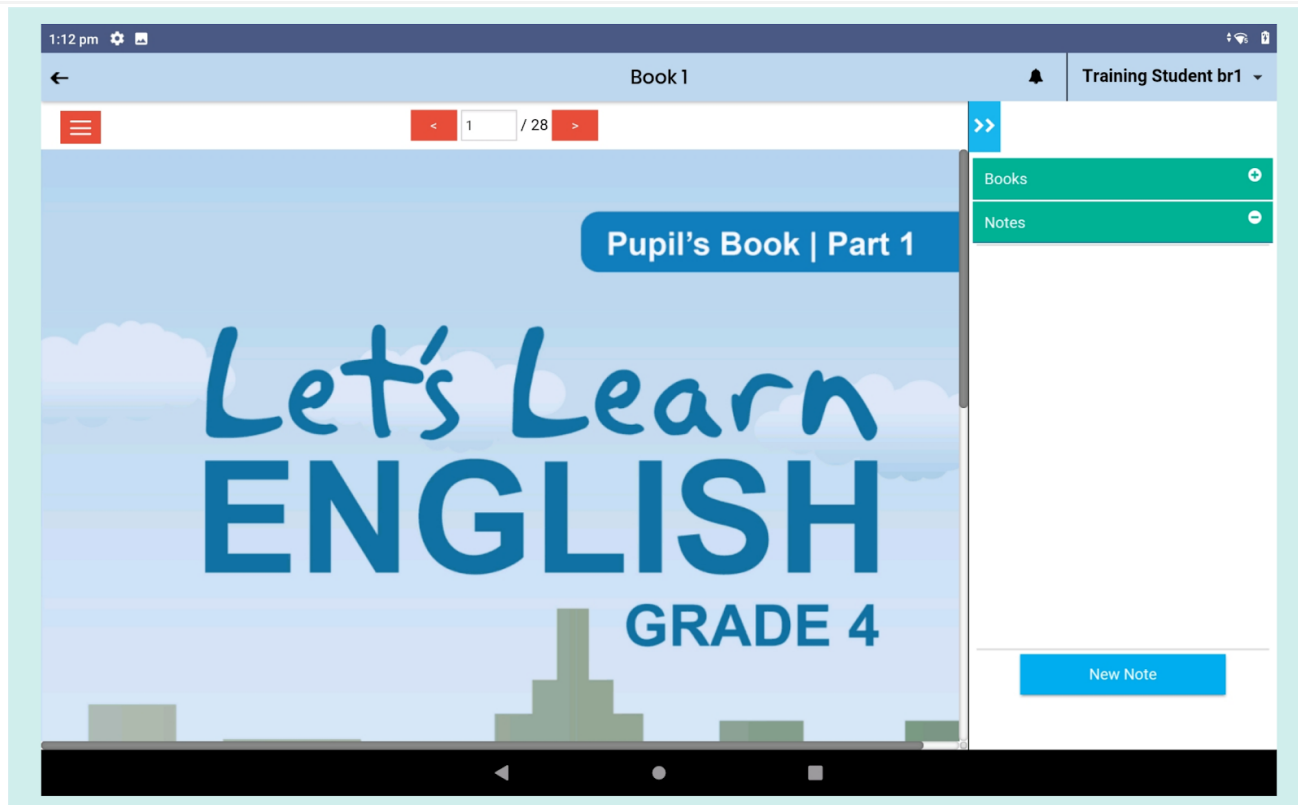 1:12 pm
Book 1
Training Student br1
< 1 / 28 >
>>
Books
Notes
Pupil's Book | Part 1
Let's Learn
ENGLISH
GRADE 4
New Note